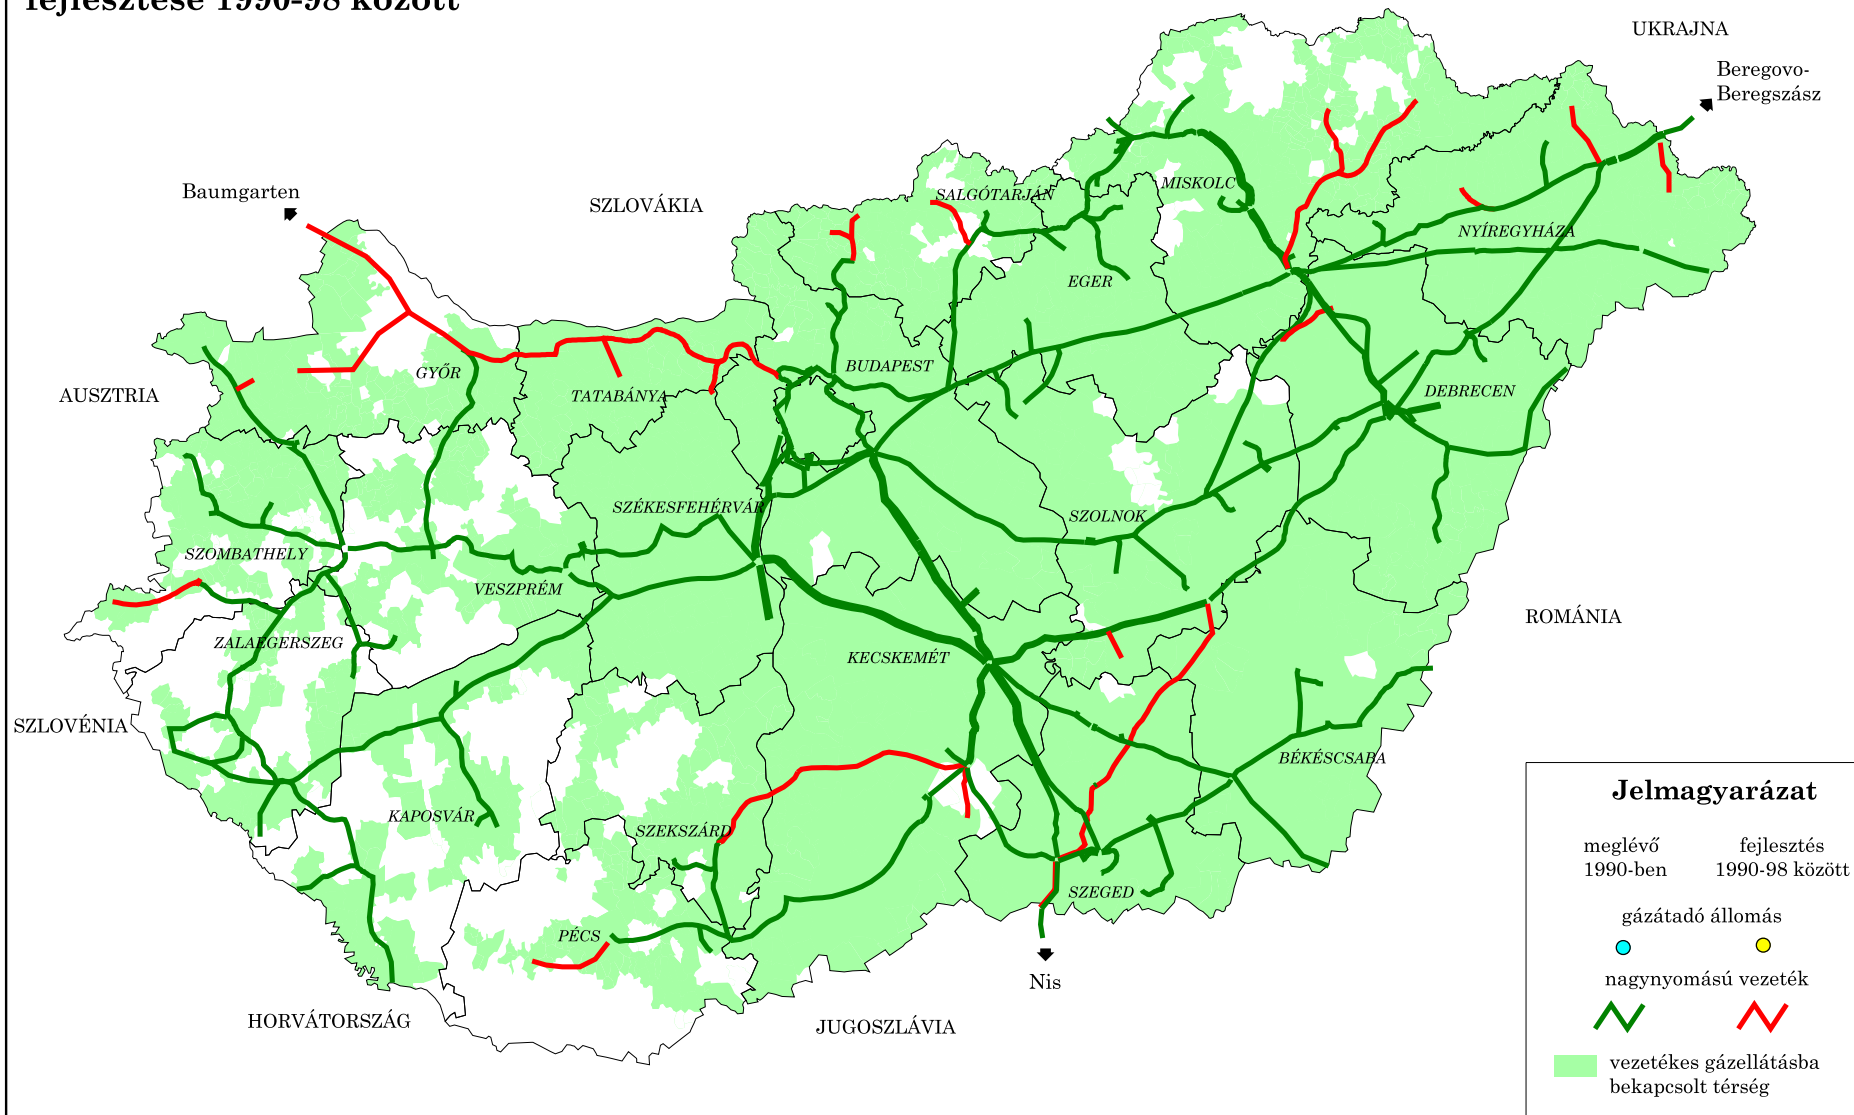 fejlesztése 1990-98 között
UKRAJNA
Beregovo-
Beregszász
Baumgarten
SZLOVÁKIA
SALGÓTARJÁN
MISKOLC
NYÍREGYHÁZA
EGER
GYŐR
BUDAPEST
AUSZTRIA
TATABÁNYA
DEBRECEN
SZÉKESFEHÉRVÁR
SZOLNOK
SZOMBATHELY
VESZPRÉM
ROMÁNIA
ZALAEGERSZEG
KECSKEMÉT
SZLOVÉNIA
BÉKÉSCSABA
KAPOSVÁR
SZEKSZÁRD
SZEGED
PÉCS
Nis
HORVÁTORSZÁG
JUGOSZLÁVIA
Jelmagyarázat
meglévő fejlesztés
1990-ben 1990-98 között
gázátadó állomás
nagynyomású vezeték
vezetékes gázellátásba
bekapcsolt térség